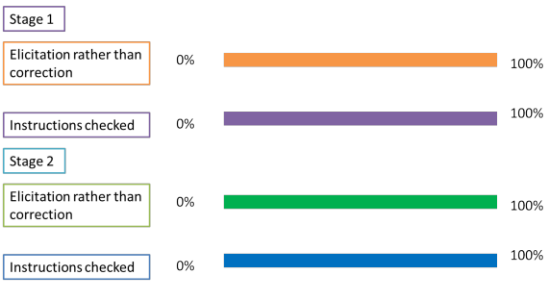 Stage 1
Elicitation rather than
correction
0%
100%
Instructions checked
0%
100%
Stage 2
Elicitation rather than
correction
0%
100%
Instructions checked
0%
100%